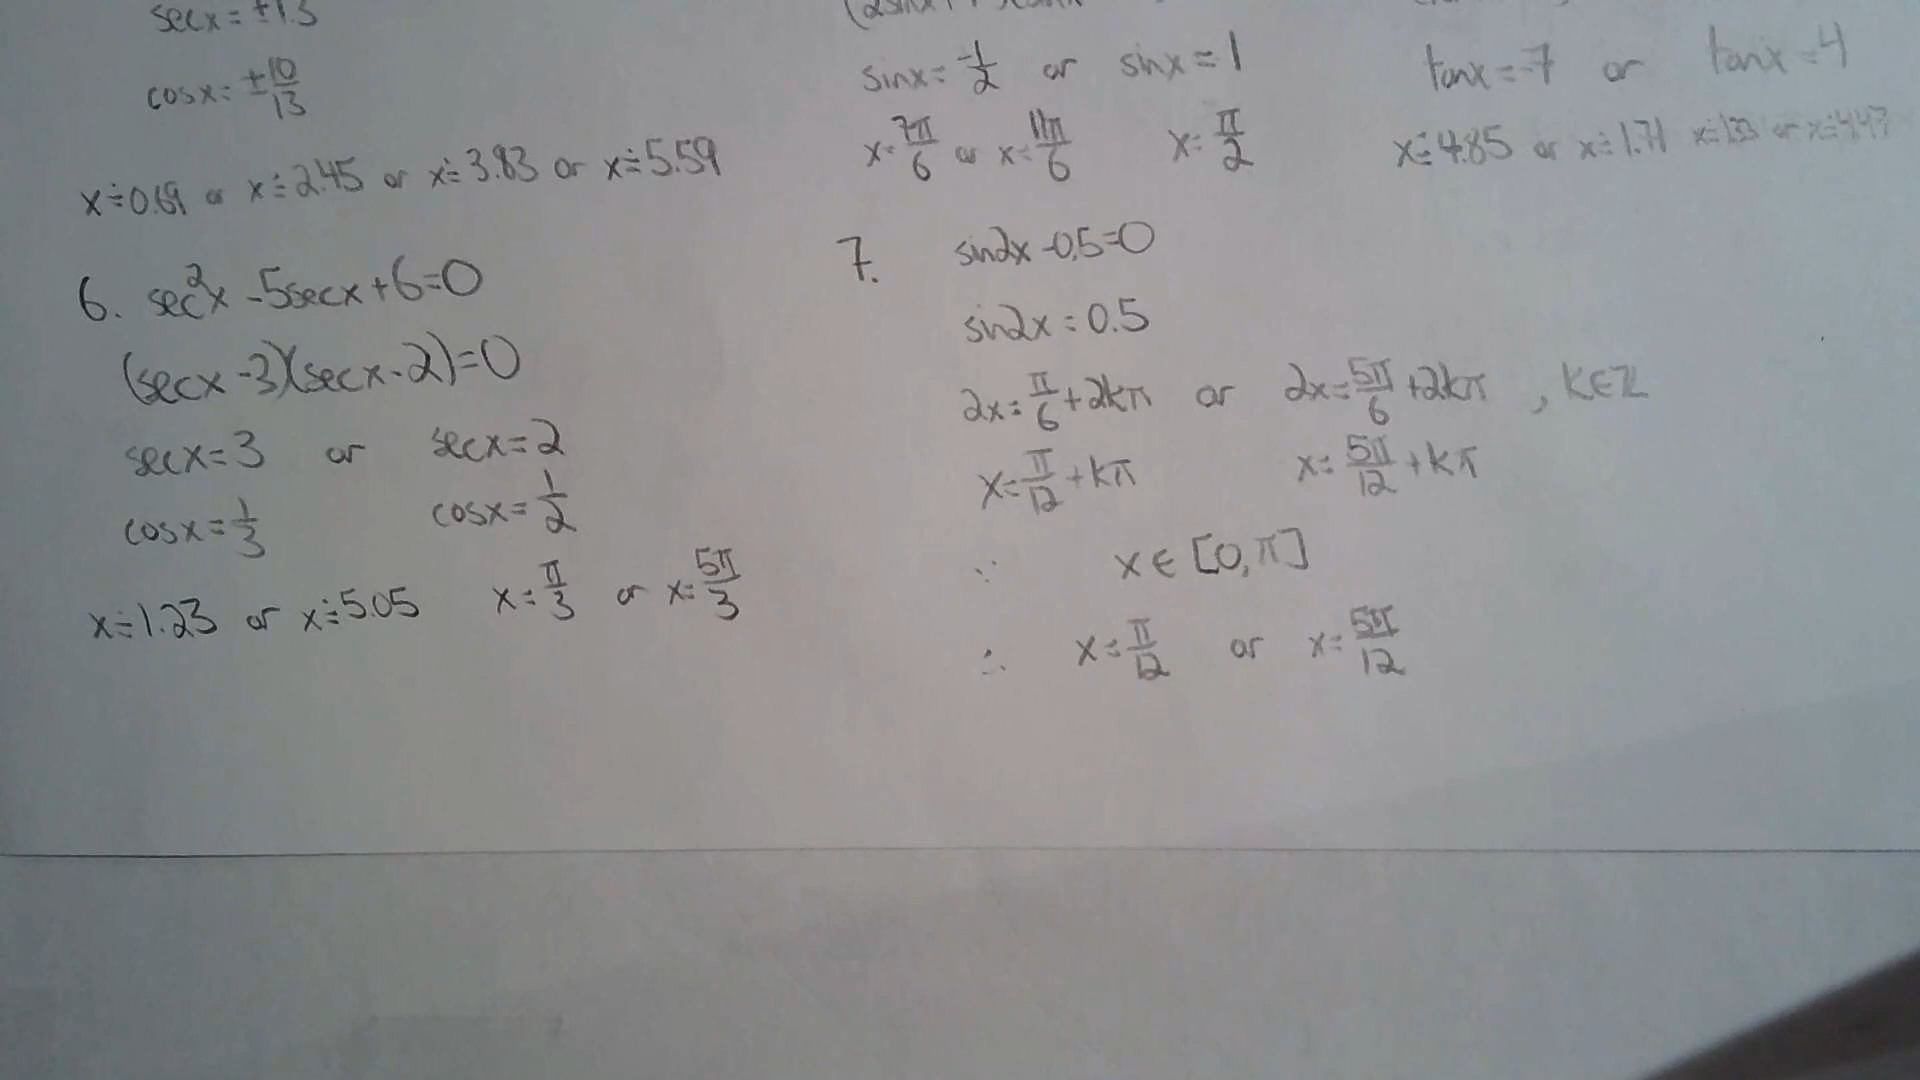 secx = ±1.3
cosx = ±10/13
x≐0.69 or x≐2.45 or x≐3.83 or x≐5.59
sinx = -1/2 or sinx = 1
x = 7π/6 or x = 11π/6 x = π/2
tanx = -7 or tanx = 4
x≐4.85 or x≐1.71 x≐1.33 or x≐4.47
6. sec²x - 5secx + 6 = 0
(secx - 3)(secx - 2) = 0
secx = 3 or secx = 2
cosx = 1/3 cosx = 1/2
x≐1.23 or x≐5.05 x = π/3 or x = 5π/3
7. sin2x - 0.5 = 0
sin2x = 0.5
2x = π/6 + 2kπ or 2x = 5π/6 + 2kπ , k∈ℤ
x = π/12 + kπ x = 5π/12 + kπ
∵ x ∈ [0, π]
∴ x = π/12 or x = 5π/12